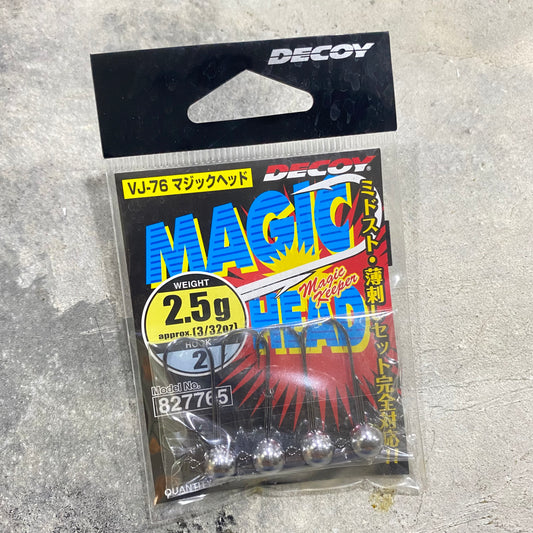 DECOY
VJ-76 マジックヘッド
DECOY
MAGIC
HEAD
Magic
Keeper
ミドスト・薄刺しセット完全対応!!
WEIGHT
2.5g
approx.(3/32oz)
HOOK
2
Model No.
827765
QUANTITY